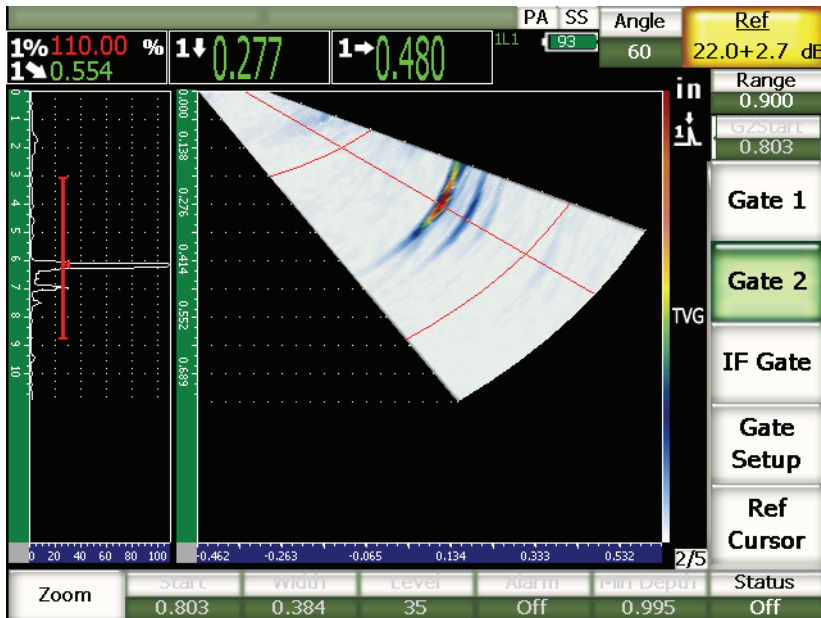 PA SS Angle Ref
1% 110.00 % 1 0.277 1 0.480 1L1 93 60 22.0+2.7 dB
1 0.554
in Range
0.900
G2Start
0.803
Gate 1
Gate 2
TVG
IF Gate
Gate
Setup
Ref
Cursor
0 1 2 3 4 5 6 7 8 9 10
0.000 0.138 0.276 0.414 0.552 0.689
0 20 40 60 80 100 -0.462 -0.263 -0.065 0.134 0.333 0.532 2/5
Zoom Start Width Level Alarm Min Depth Status
0.803 0.384 35 Off 0.995 Off